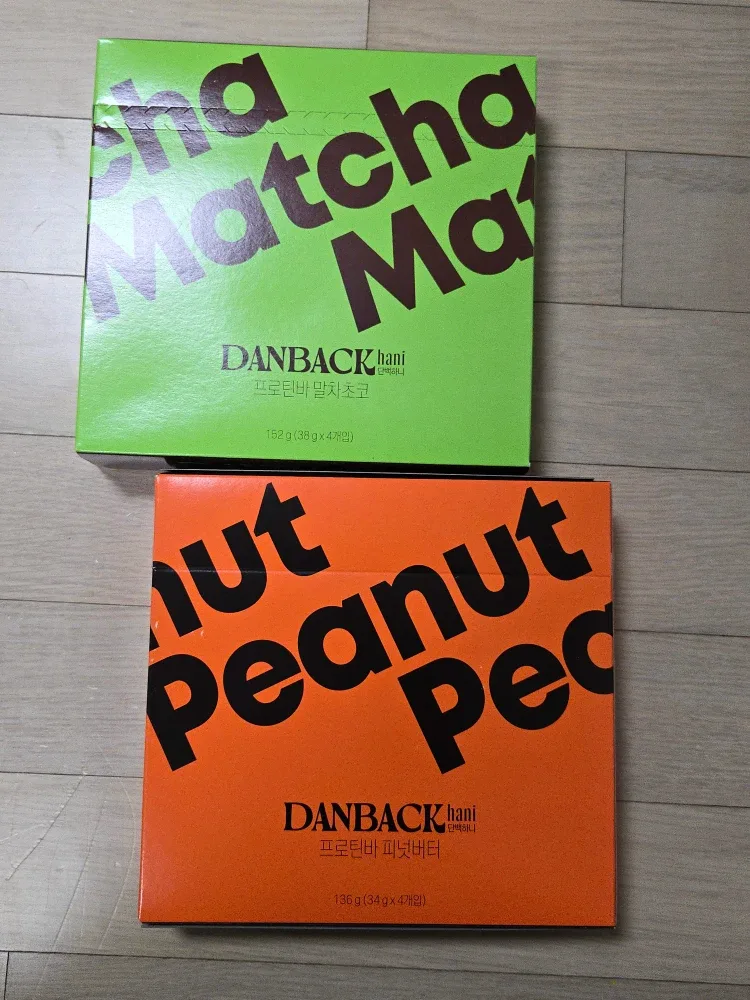 cha
Matcha
Mat
DANBACK hani
단백하니
프로틴바 말차초코
152 g (38 g x 4개입)
nut
Peanut
Pea
DANBACK hani
단백하니
프로틴바 피넛버터
136 g (34 g x 4개입)